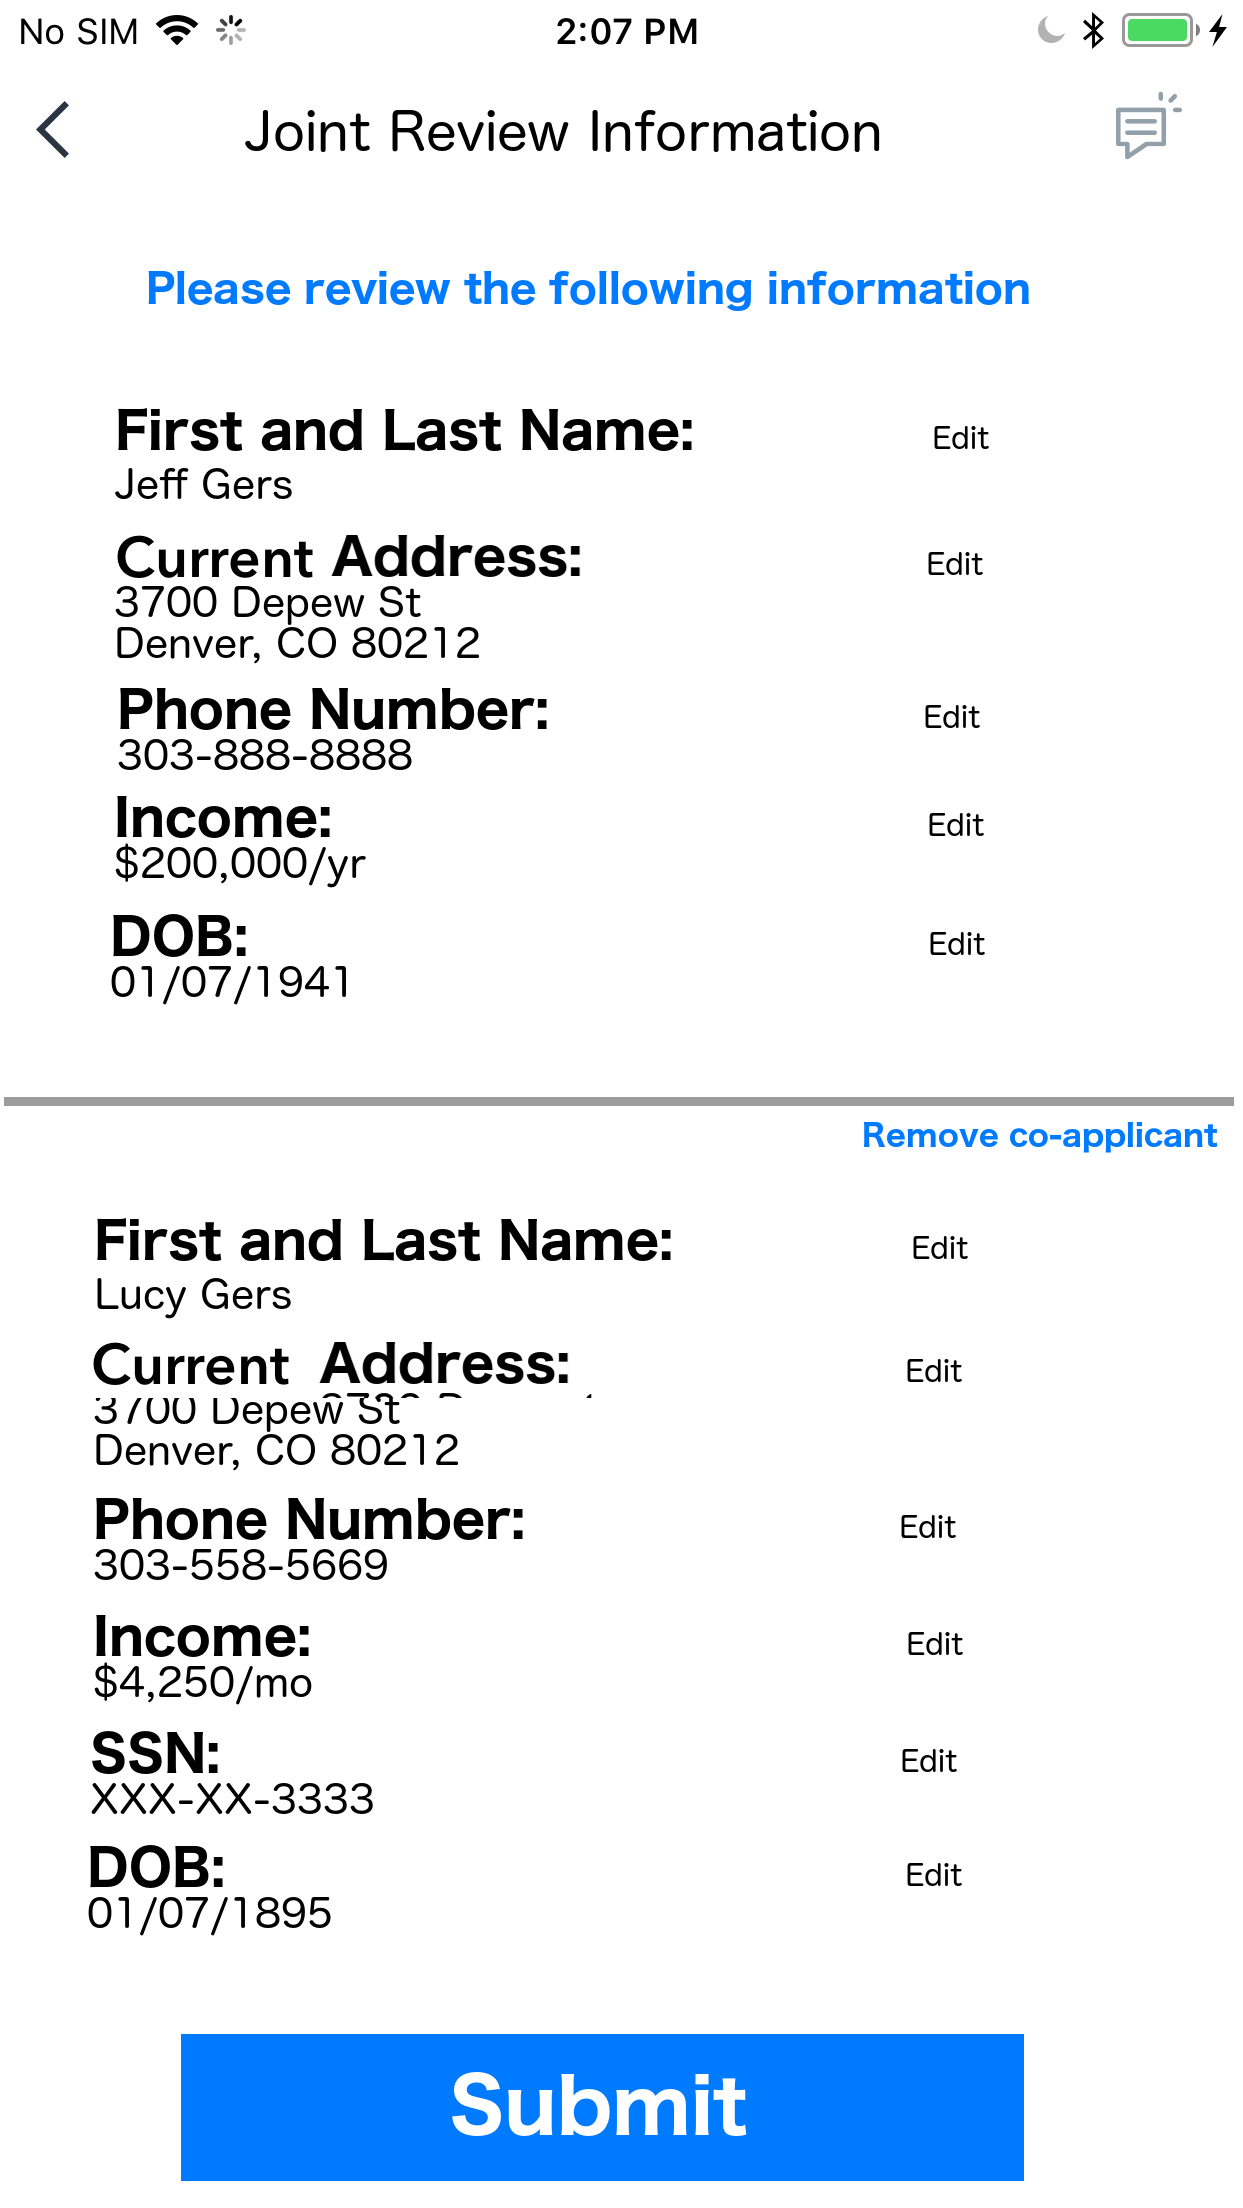 No SIM 2:07 PM
Joint Review Information
Please review the following information
First and Last Name: Edit
Jeff Gers
Current Address: Edit
3700 Depew St
Denver, CO 80212
Phone Number: Edit
303-888-8888
Income: Edit
$200,000/yr
DOB: Edit
01/07/1941
Remove co-applicant
First and Last Name: Edit
Lucy Gers
Current Address: Edit
3700 Depew St
Denver, CO 80212
Phone Number: Edit
303-558-5669
Income: Edit
$4,250/mo
SSN: Edit
XXX-XX-3333
DOB: Edit
01/07/1895
Submit